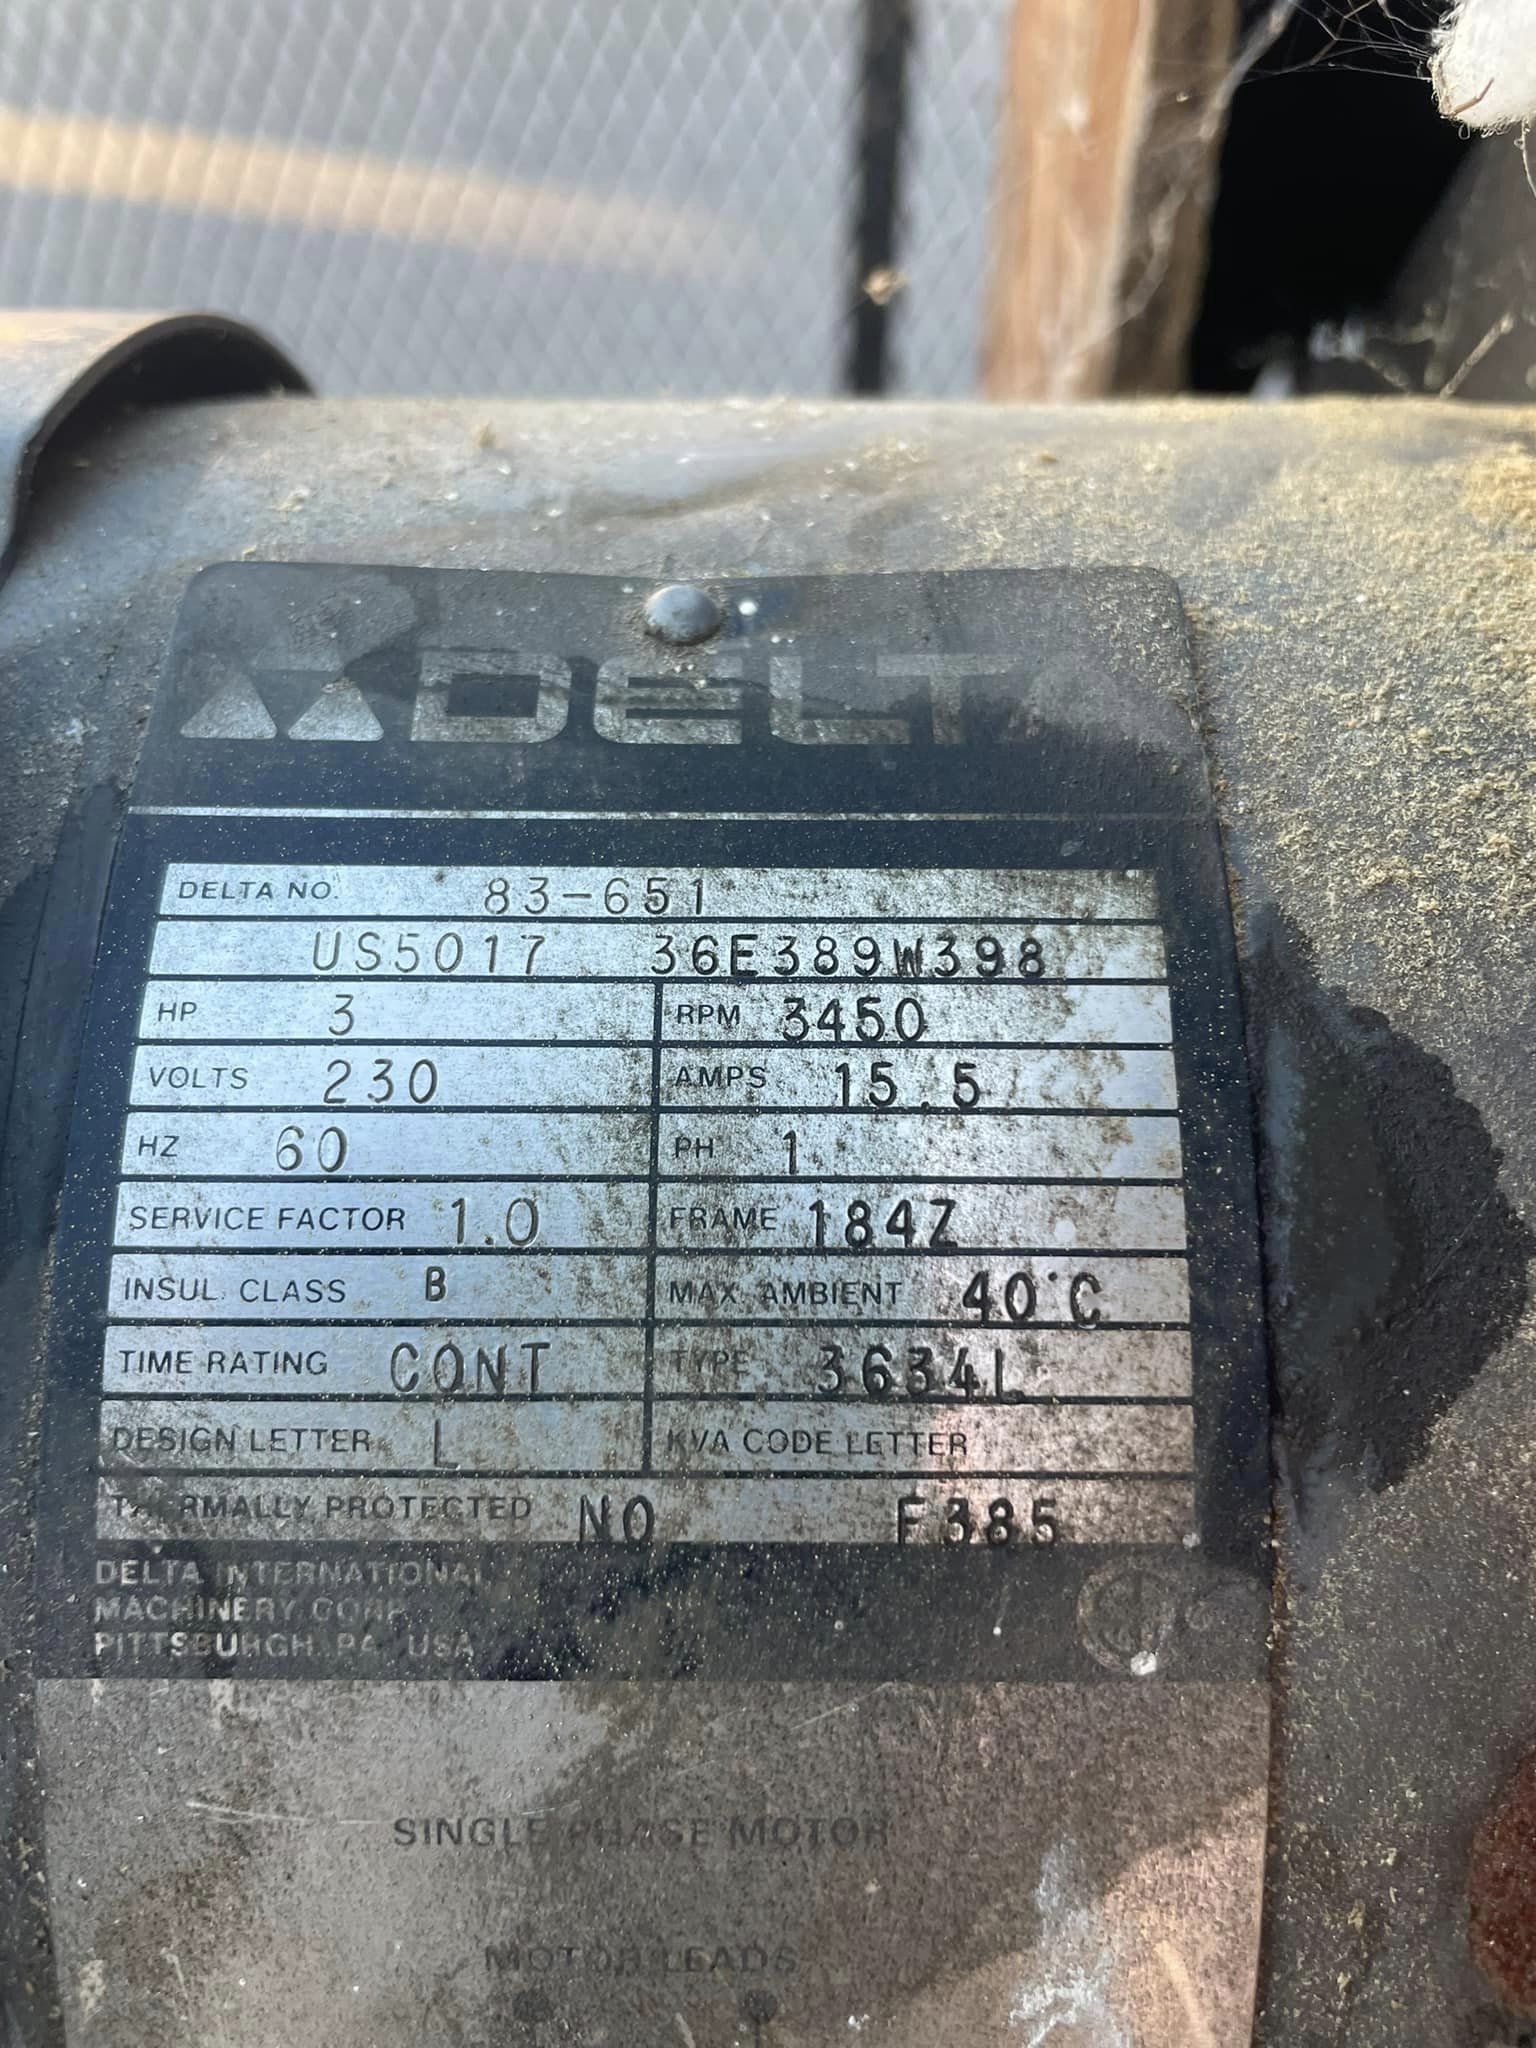 DELTA
DELTA NO. 83-651
US5017 36E389W398
HP 3 RPM 3450
VOLTS 230 AMPS 15.5
HZ 60 PH 1
SERVICE FACTOR 1.0 FRAME 184Z
INSUL. CLASS B MAX. AMBIENT 40°C
TIME RATING CONT TYPE 3634L
DESIGN LETTER L KVA CODE LETTER
THERMALLY PROTECTED NO F385
DELTA INTERNATIONAL
MACHINERY CORP.
PITTSBURGH, PA. USA
SINGLE PHASE MOTOR
MOTOR LEADS